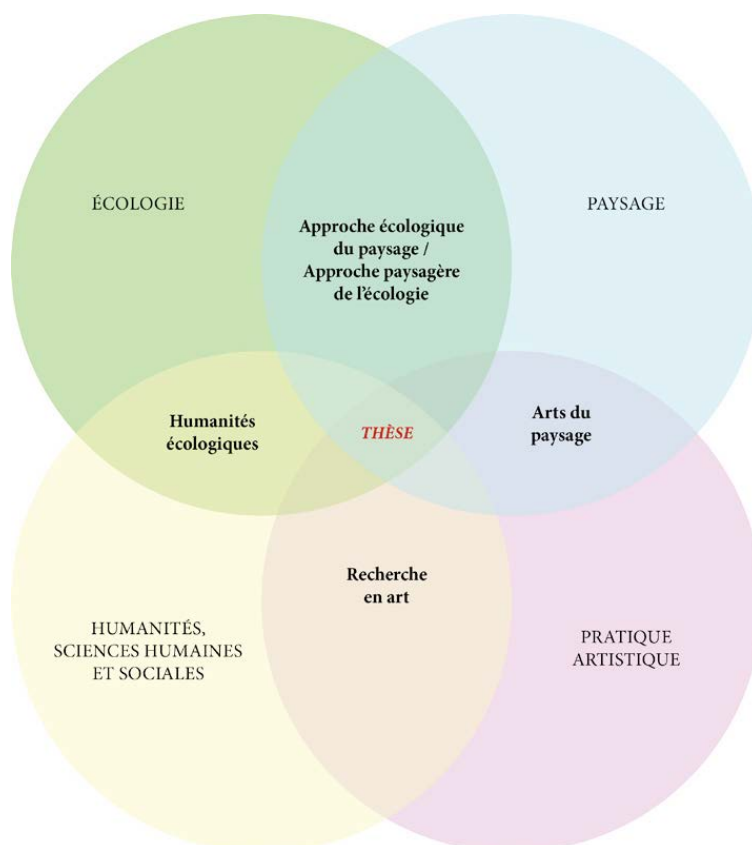 ÉCOLOGIE
PAYSAGE
Approche écologique
du paysage /
Approche paysagère
de l’écologie
Humanités
écologiques
THÈSE
Arts du
paysage
Recherche
en art
HUMANITÉS,
SCIENCES HUMAINES
ET SOCIALES
PRATIQUE
ARTISTIQUE